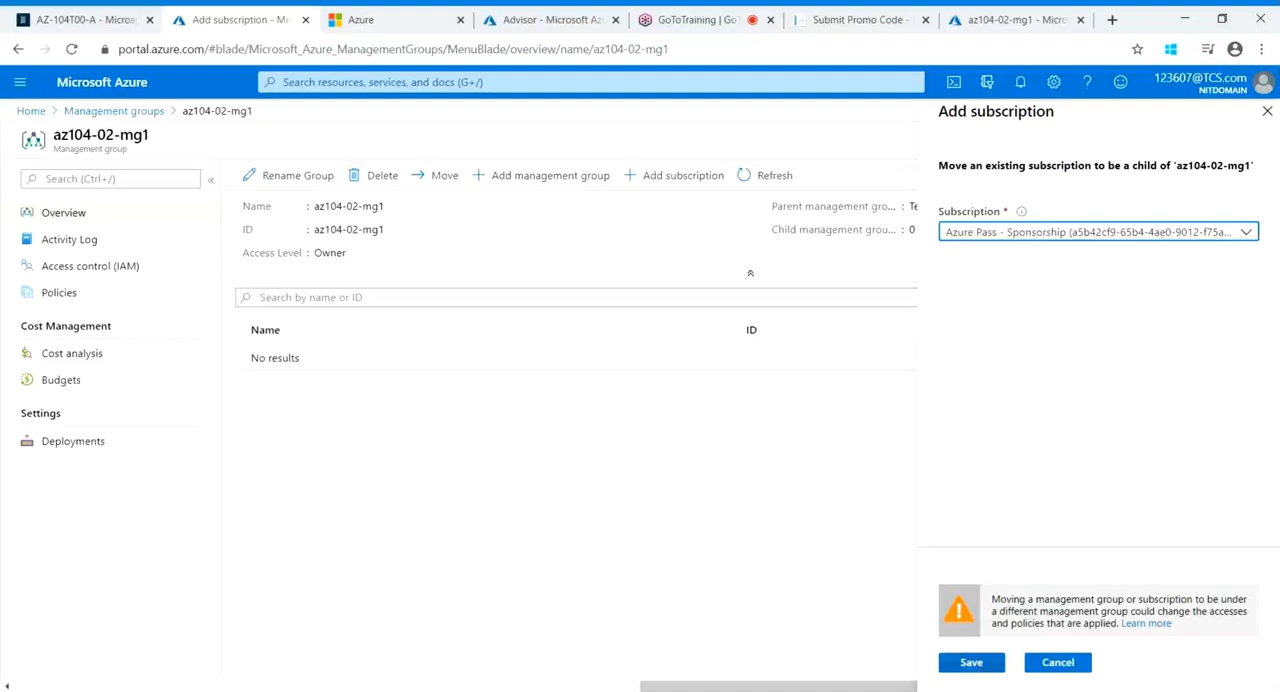 AZ-104T00-A - Micros
Add subscription - Mi
Azure
Advisor - Microsoft Az
GoToTraining | Go
Submit Promo Code -
az104-02-mg1 - Micro
portal.azure.com/#blade/Microsoft_Azure_ManagementGroups/MenuBlade/overview/name/az104-02-mg1
Microsoft Azure
Search resources, services, and docs (G+/)
123607@TCS.com
NITDOMAIN
Home > Management groups > az104-02-mg1
az104-02-mg1
Management group
Search (Ctrl+/)
«
Overview
Activity Log
Access control (IAM)
Policies
Cost Management
Cost analysis
Budgets
Settings
Deployments
Rename Group
Delete
Move
Add management group
Add subscription
Refresh
Name : az104-02-mg1
ID : az104-02-mg1
Access Level : Owner
Parent management gro... : Te
Child management grou... : 0
Search by name or ID
Name ID
No results
Add subscription
Move an existing subscription to be a child of 'az104-02-mg1'
Subscription *
Azure Pass - Sponsorship (a5b42cf9-65b4-4ae0-9012-f75a...
Moving a management group or subscription to be under
a different management group could change the accesses
and policies that are applied. Learn more
Save
Cancel